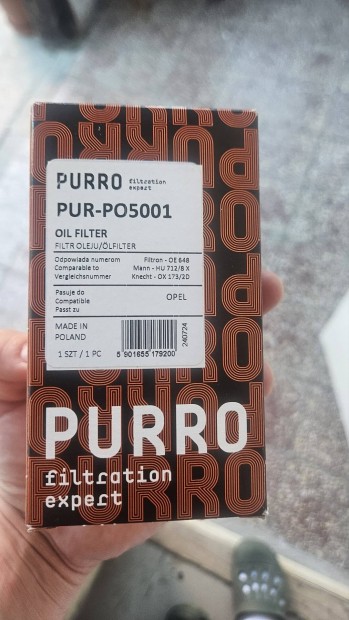 PURRO filtration
expert
PUR-PO5001
OIL FILTER
FILTR OLEJU/ÖLFILTER
Odpowiada numerom
Comparable to
Vergleichsnummer
Filtron - OE 648
Mann - HU 712/8 X
Knecht - OX 173/2D
Pasuje do
Compatible
Passt zu
OPEL
MADE IN
POLAND
1 SZT / 1 PC
5 901655 179200
240724
PURRO
filtration
expert